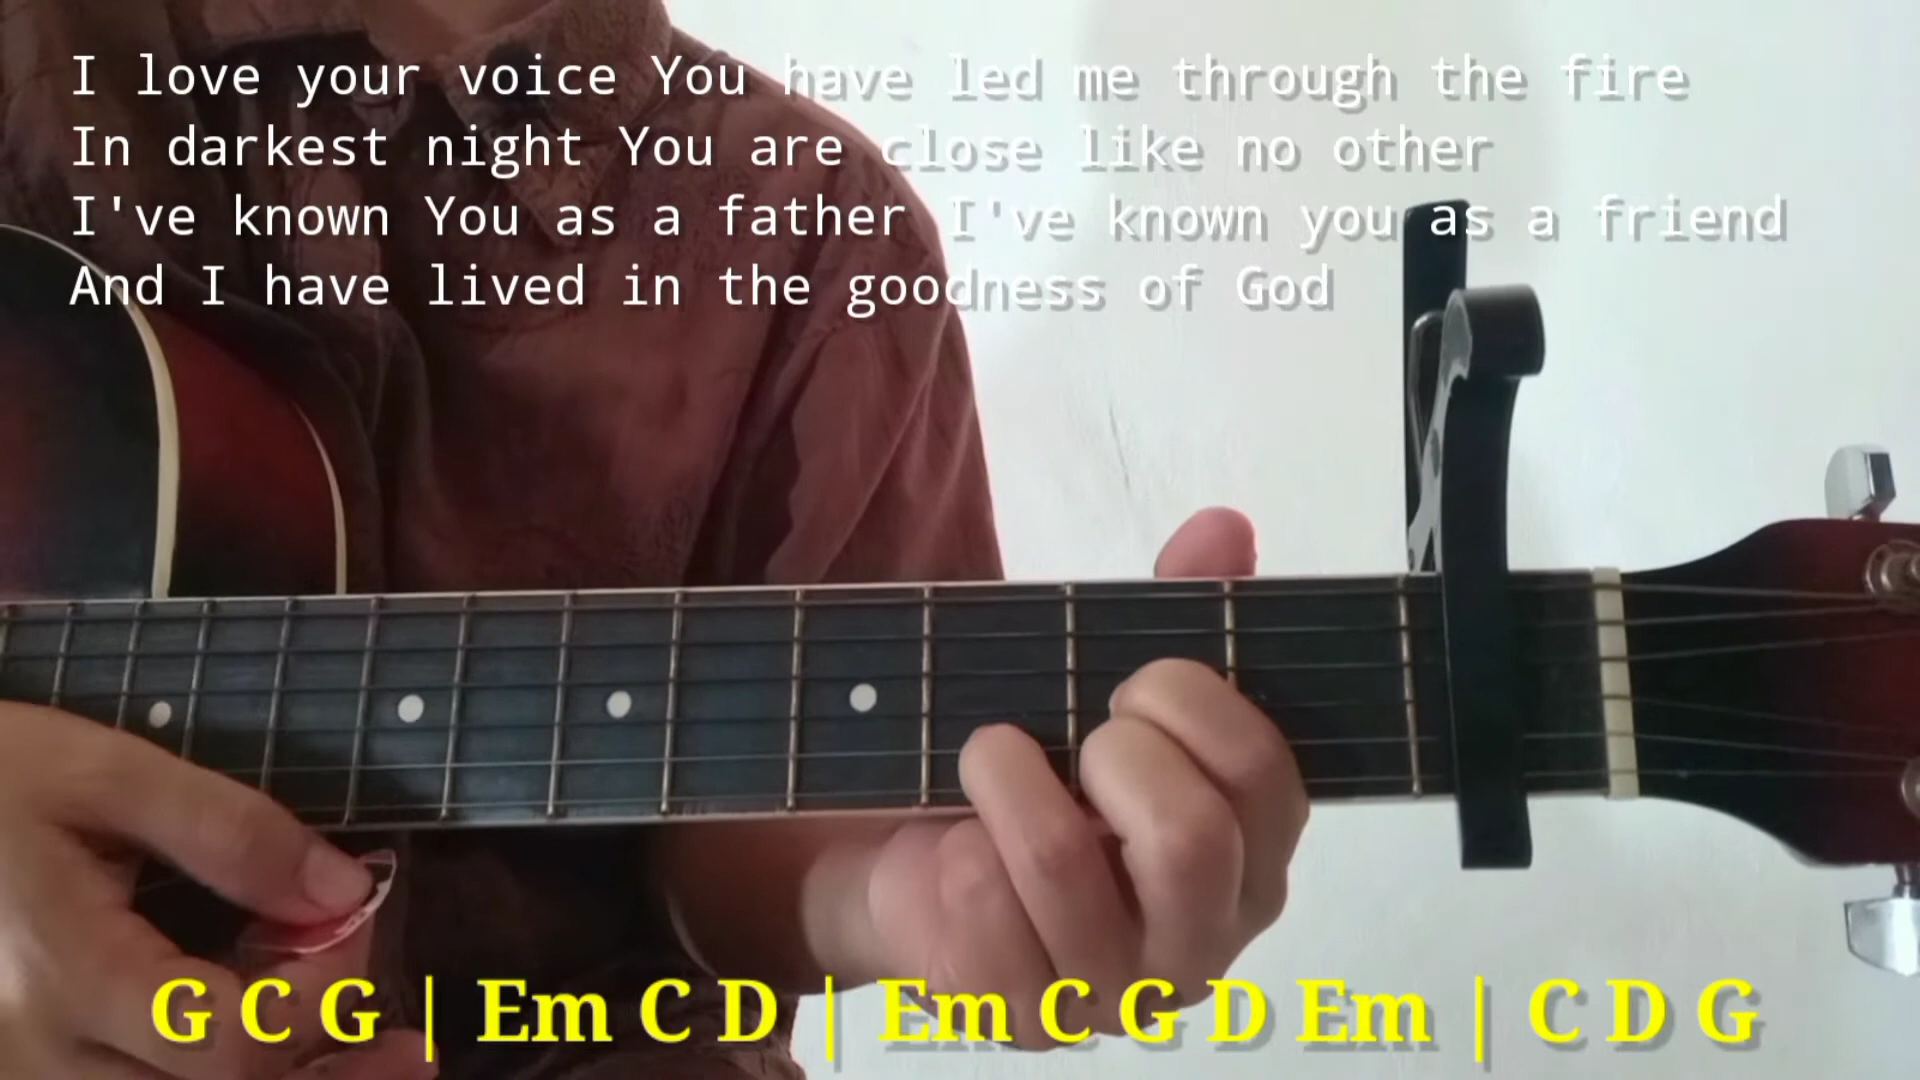 I love your voice You have led me through the fire
In darkest night You are close like no other
I've known You as a father I've known you as a friend
And I have lived in the goodness of God
G C G | Em C D | Em C G D Em | C D G